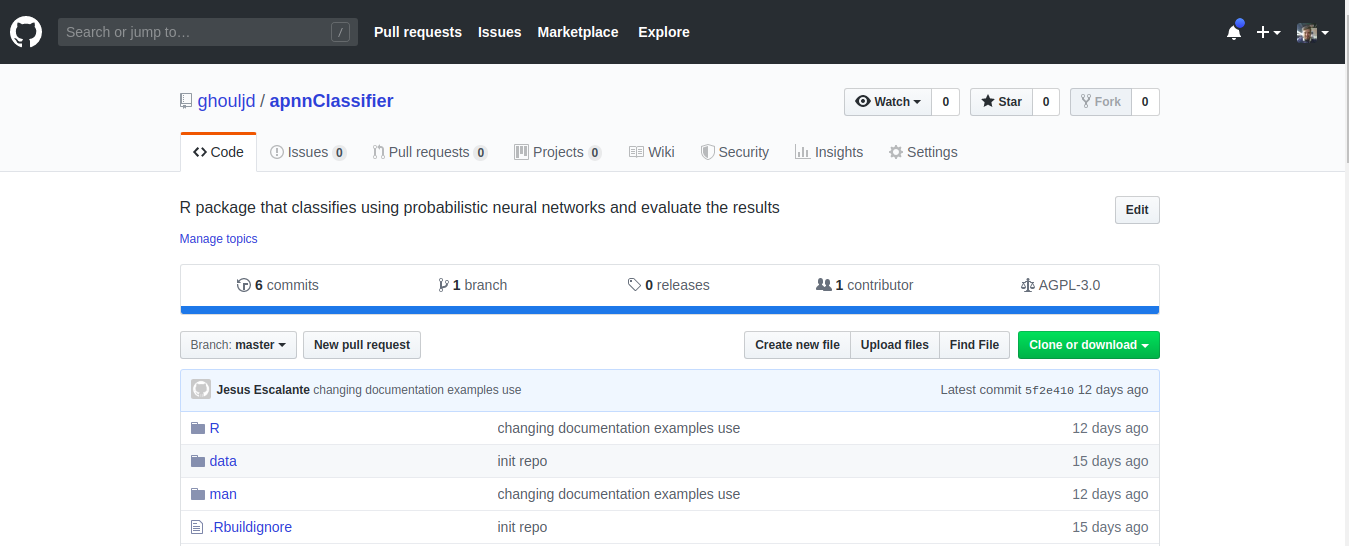 Search or jump to… / Pull requests Issues Marketplace Explore
ghouljd / apnnClassifier Watch 0 Star 0 Fork 0
Code Issues 0 Pull requests 0 Projects 0 Wiki Security Insights Settings
R package that classifies using probabilistic neural networks and evaluate the results Edit
Manage topics
6 commits 1 branch 0 releases 1 contributor AGPL-3.0
Branch: master New pull request Create new file Upload files Find File Clone or download
Jesus Escalante changing documentation examples use Latest commit 5f2e410 12 days ago
R changing documentation examples use 12 days ago
data init repo 15 days ago
man changing documentation examples use 12 days ago
.Rbuildignore init repo 15 days ago